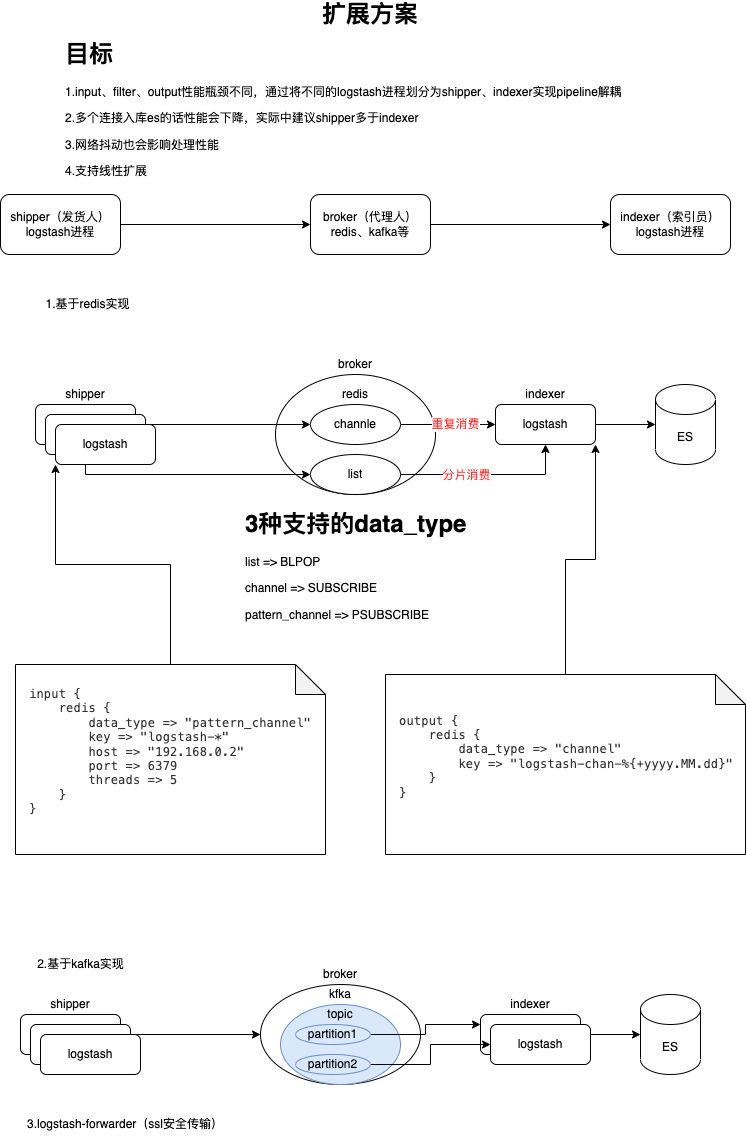 扩展方案
目标
1.input、filter、output性能瓶颈不同，通过将不同的logstash进程划分为shipper、indexer实现pipeline解耦
2.多个连接入库es的话性能会下降，实际中建议shipper多于indexer
3.网络抖动也会影响处理性能
4.支持线性扩展
shipper（发货人）
logstash进程
broker（代理人）
redis、kafka等
indexer（索引员）
logstash进程
1.基于redis实现
broker
shipper
redis
indexer
logstash
channle
重复消费
logstash
ES
list
分片消费
3种支持的data_type
list => BLPOP
channel => SUBSCRIBE
pattern_channel => PSUBSCRIBE
input {
redis {
data_type => "pattern_channel"
key => "logstash-*"
host => "192.168.0.2"
port => 6379
threads => 5
}
}
output {
redis {
data_type => "channel"
key => "logstash-chan-%{+yyyy.MM.dd}"
}
}
2.基于kafka实现
broker
shipper
kfka
indexer
topic
logstash
partition1
partition2
logstash
ES
3.logstash-forwarder（ssl安全传输）